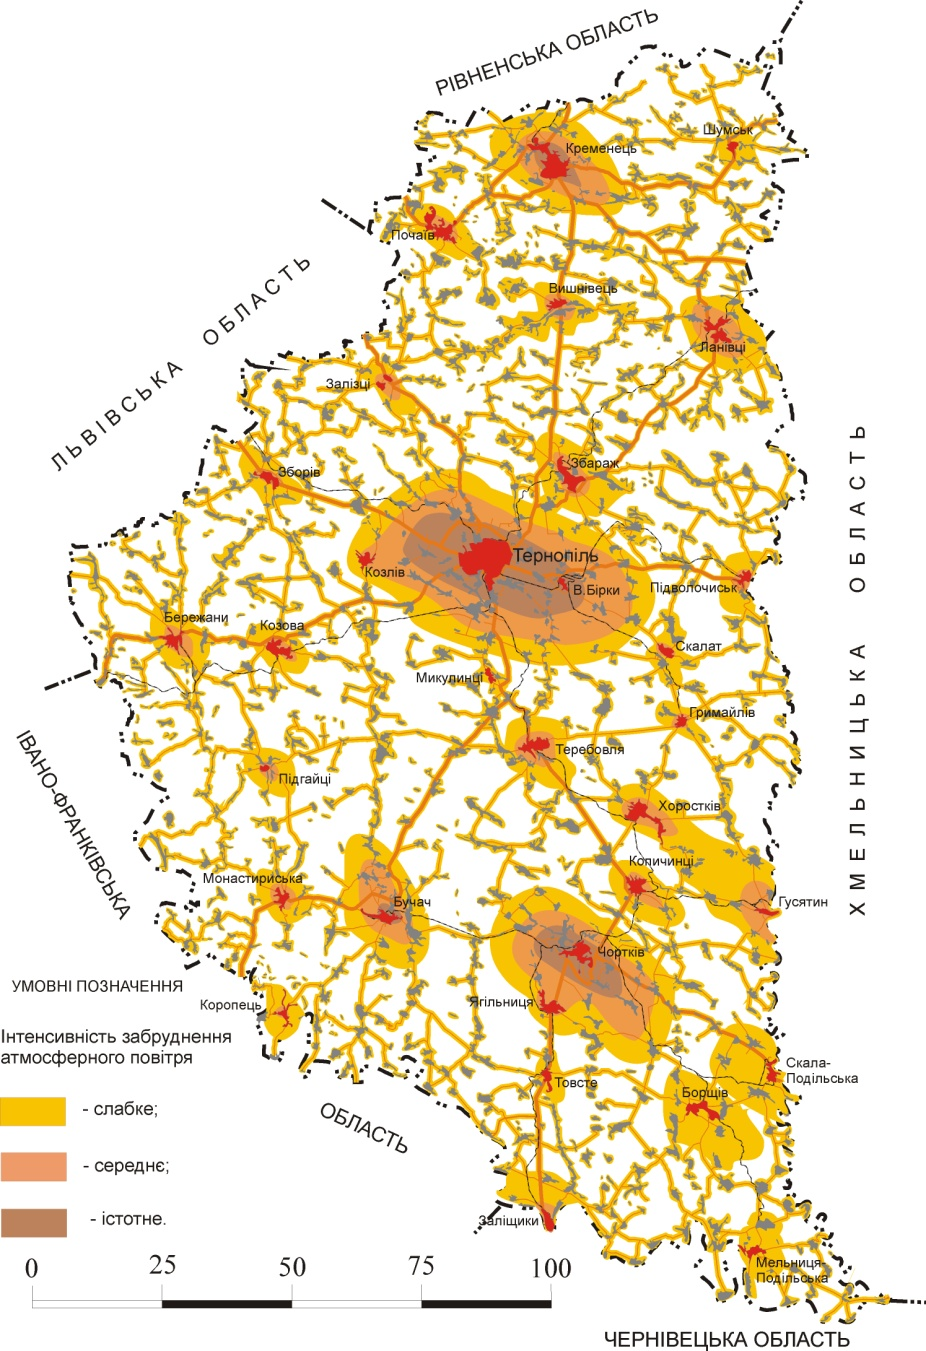 РІВНЕНСЬКА ОБЛАСТЬ
Шумськ
Кременець
Почаїв
Вишнівець
ЛЬВІВСЬКА ОБЛАСТЬ
Ланівці
Залізці
Збараж
Зборів
Тернопіль
Козлів
В.Бірки
Підволочиськ
ХМЕЛЬНИЦЬКА ОБЛАСТЬ
Бережани
Козова
Скалат
Микулинці
Гримайлів
Теребовля
Підгайці
Хоростків
ІВАНО-ФРАНКІВСЬКА
Копичинці
Монастириська
Бучач
Гусятин
Чортків
УМОВНІ ПОЗНАЧЕННЯ
Коропець
Ягільниця
Інтенсивність забруднення
атмосферного повітря
Скала-
Подільська
Товсте
Борщів
- слабке;
ОБЛАСТЬ
- середнє;
- істотне.
Заліщики
Мельниця-
Подільська
0 25 50 75 100
ЧЕРНІВЕЦЬКА ОБЛАСТЬ